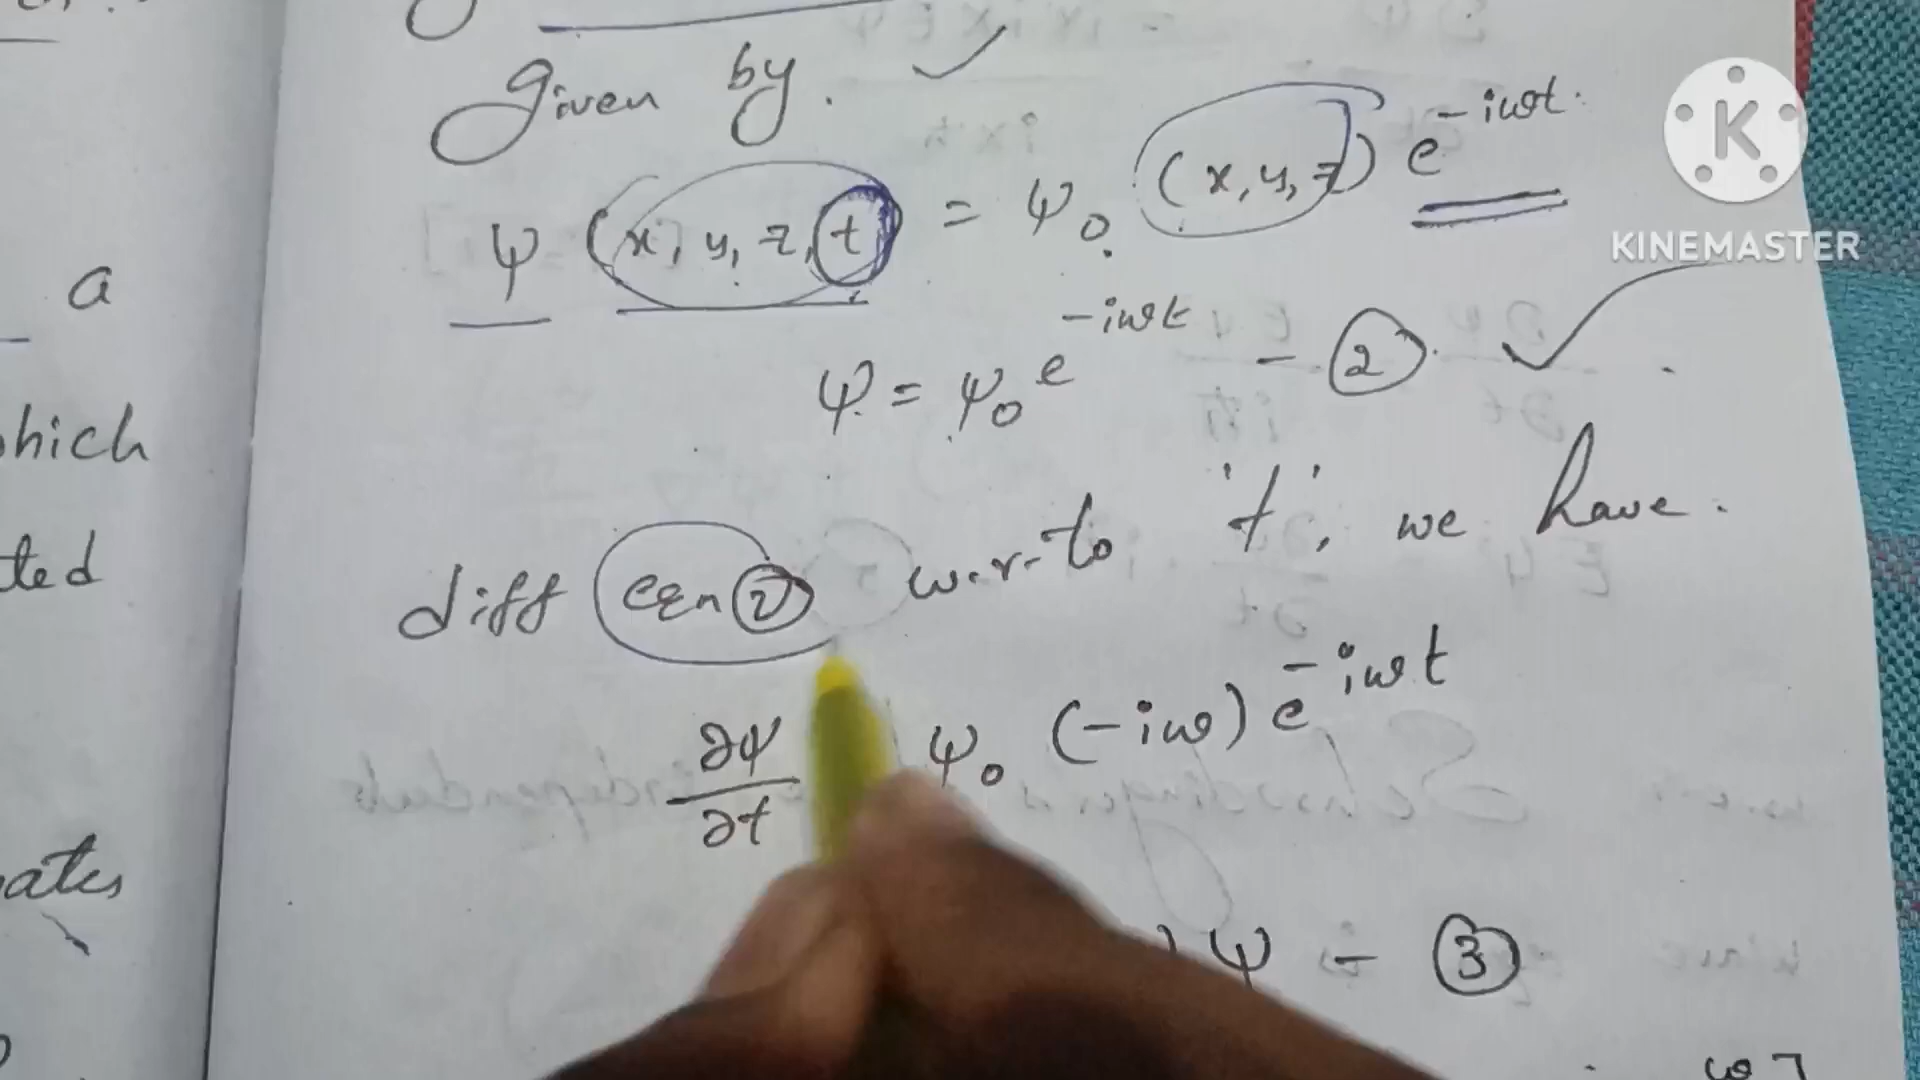 given by.
ψ (x, y, z, t) = ψ₀ (x, y, z) e^-iωt.
KINEMASTER
ψ = ψ₀ e^-iωt - ②
a
hich
diff eqn ② w.r.to 't', we have.
ted
∂ψ/∂t ψ₀ (-iω) e^-iωt
ates
) ψ - ③